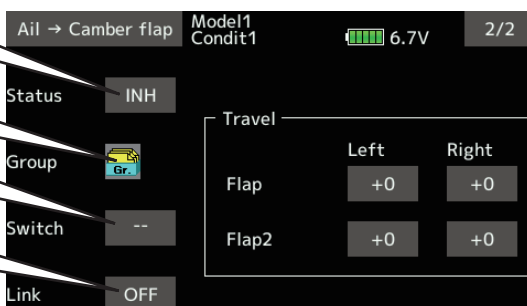 Ail → Camber flap Model1 Condit1 6.7V 2/2
Status INH
Travel
Left Right
Group Gr.
Flap +0 +0
Switch --
Flap2 +0 +0
Link OFF